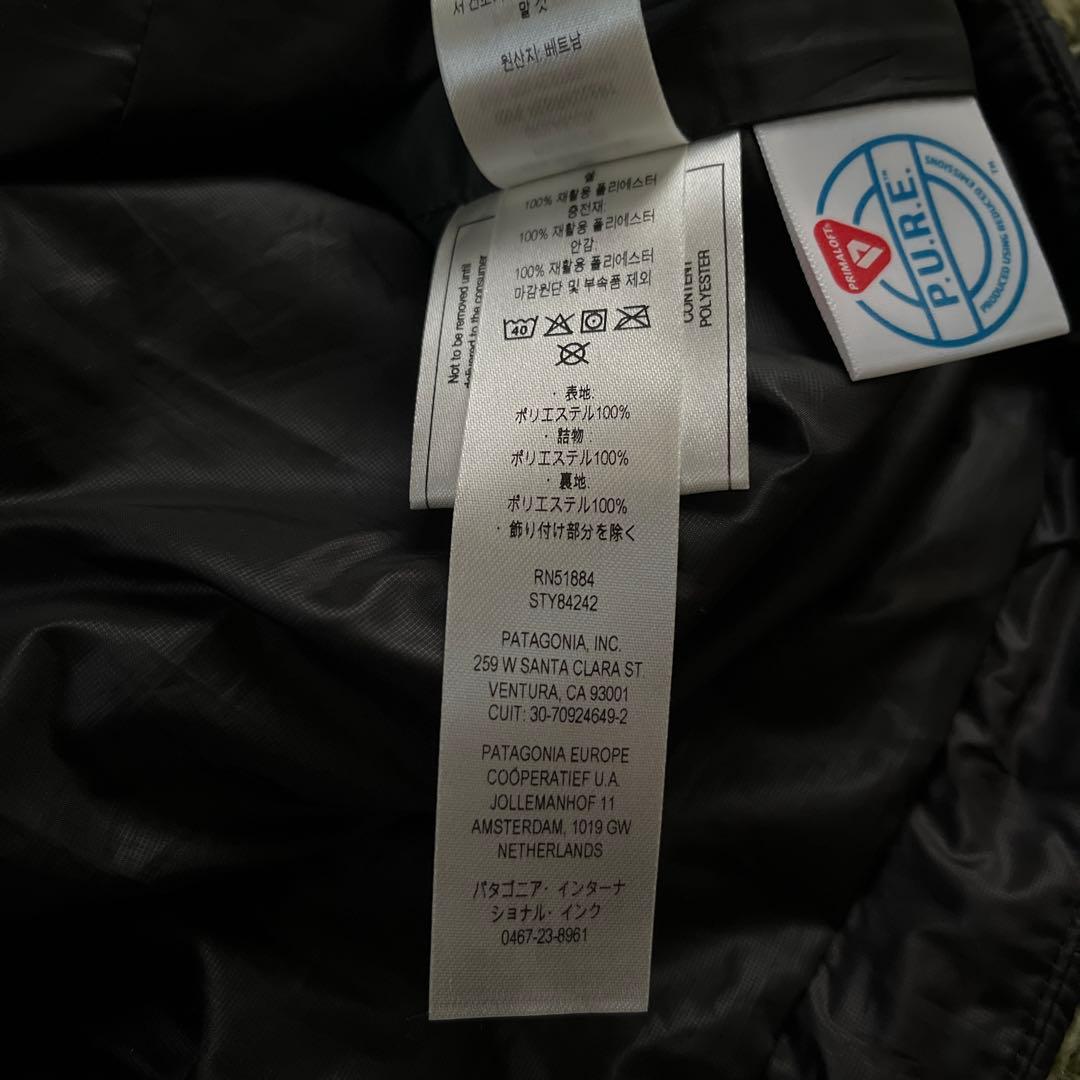 말 것
원산지: 베트남
겉
100% 재활용 폴리에스터
충전재:
100% 재활용 폴리에스터
안감:
100% 재활용 폴리에스터
마감원단 및 부속품 제외
40
・表地:
ポリエステル100%
・詰物:
ポリエステル100%
・裏地:
ポリエステル100%
・飾り付け部分を除く
RN51884
STY84242
PATAGONIA, INC.
259 W SANTA CLARA ST.
VENTURA, CA 93001
CUIT: 30-70924649-2
PATAGONIA EUROPE
COÖPERATIEF U.A.
JOLLEMANHOF 11
AMSTERDAM, 1019 GW
NETHERLANDS
パタゴニア・インターナ
ショナル・インク
0467-23-8961
Not to be removed until
delivered to the consumer
CONTENT
POLYESTER
PRIMALOFT®
P.U.R.E.™
PRODUCED USING REDUCED EMISSIONS
TM